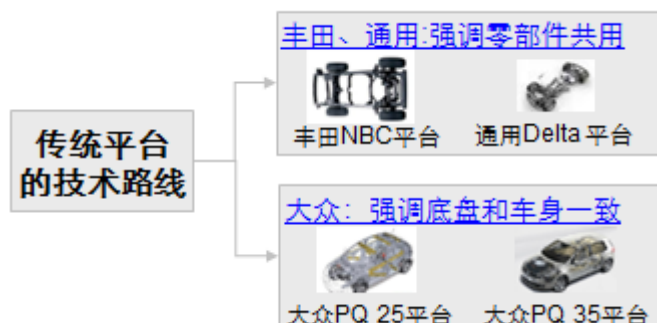 丰田、通用:强调零部件共用
丰田NBC平台
通用Delta 平台
传统平台
的技术路线
大众：强调底盘和车身一致
大众PQ 25平台
大众PQ 35平台